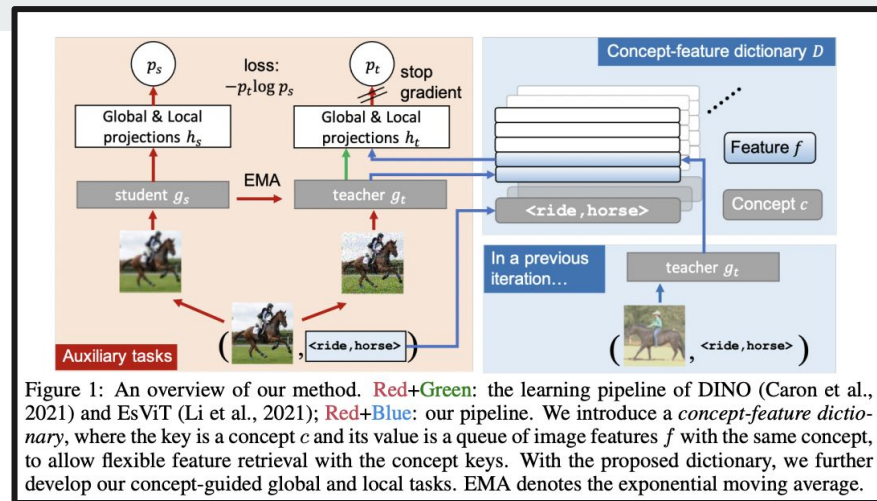 p_s
loss:
−p_t log p_s
p_t
stop
gradient
Global & Local
projections h_s
Global & Local
projections h_t
student g_s
EMA
teacher g_t
Auxiliary tasks
( , <ride,horse> )
Concept-feature dictionary D
Feature f
<ride,horse>
Concept c
In a previous
iteration…
teacher g_t
( , <ride,horse> )
Figure 1: An overview of our method. Red+Green: the learning pipeline of DINO (Caron et al.,
2021) and EsViT (Li et al., 2021); Red+Blue: our pipeline. We introduce a concept-feature dictio-
nary, where the key is a concept c and its value is a queue of image features f with the same concept,
to allow flexible feature retrieval with the concept keys. With the proposed dictionary, we further
develop our concept-guided global and local tasks. EMA denotes the exponential moving average.